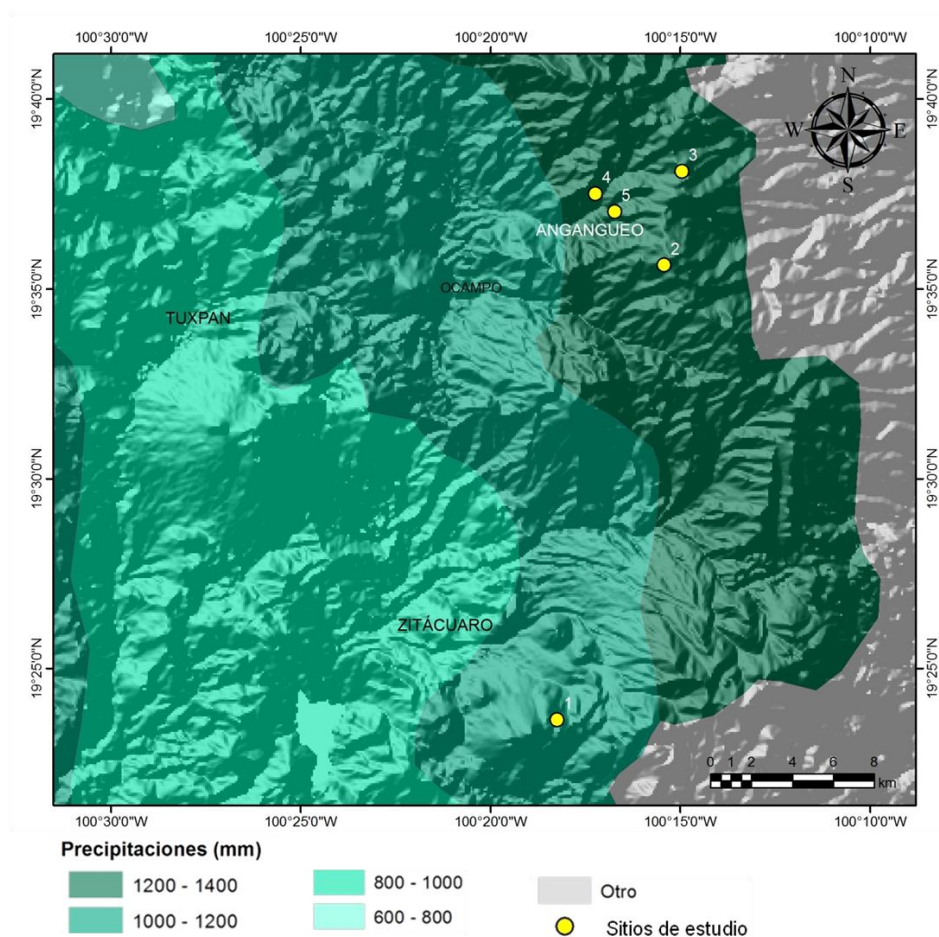 100°30'0"W 100°25'0"W 100°20'0"W 100°15'0"W 100°10'0"W
19°40'0"N
19°40'0"N
N
W E
S
3
4
5
ANGANGUEO
2
19°35'0"N
OCAMPO
19°35'0"N
TUXPAN
19°30'0"N
19°30'0"N
ZITÁCUARO
19°25'0"N
19°25'0"N
1
0 1 2 4 6 8
km
100°30'0"W 100°25'0"W 100°20'0"W 100°15'0"W 100°10'0"W
Precipitaciones (mm)
1200 - 1400
1000 - 1200
800 - 1000
600 - 800
Otro
Sitios de estudio